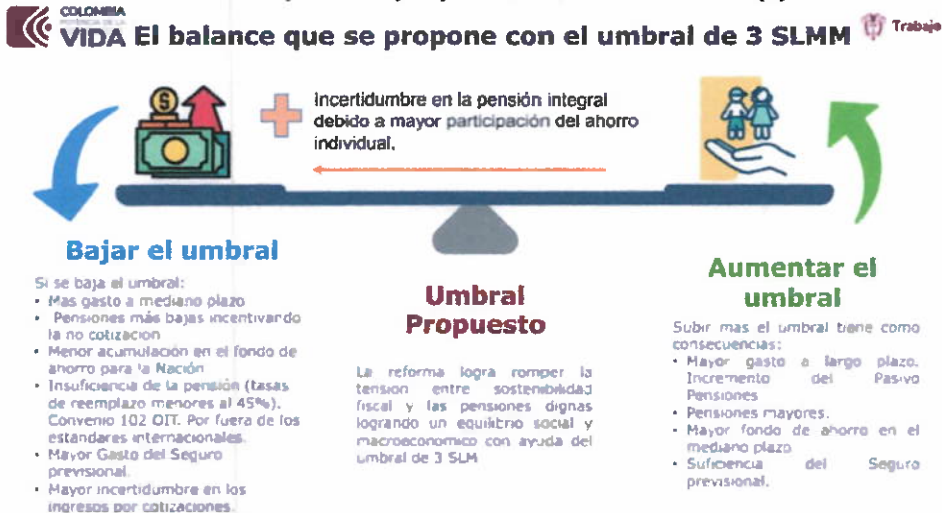 COLOMBIA
POTENCIA DE LA
VIDA
El balance que se propone con el umbral de 3 SLMM
Trabajo
Incertidumbre en la pensión integral
debido a mayor participación del ahorro
individual.
Bajar el umbral
Si se baja el umbral:
• Mas gasto a mediano plazo
• Pensiones más bajas incentivando
la no cotizacion
• Menor acumulación en el fondo de
ahorro para la Nación
• Insuficiencia de la pensión (tasas
de reemplazo menores al 45%).
Convenio 102 OIT. Por fuera de los
estandares internacionales.
• Mayor Gasto del Seguro
previsional.
• Mayor incertidumbre en los
ingresos por cotizaciones.
Umbral
Propuesto
La reforma logra romper la
tension entre sostenibilidad
fiscal y las pensiones dignas
logrando un equilibrio social y
macroeconomico con ayuda del
umbral de 3 SLM
Aumentar el
umbral
Subir mas el umbral tiene como
consecuencias:
• Mayor gasto a largo plazo.
Incremento del Pasivo
Pensiones
• Pensiones mayores.
• Mayor fondo de ahorro en el
mediano plazo
• Suficiencia del Seguro
previsional.